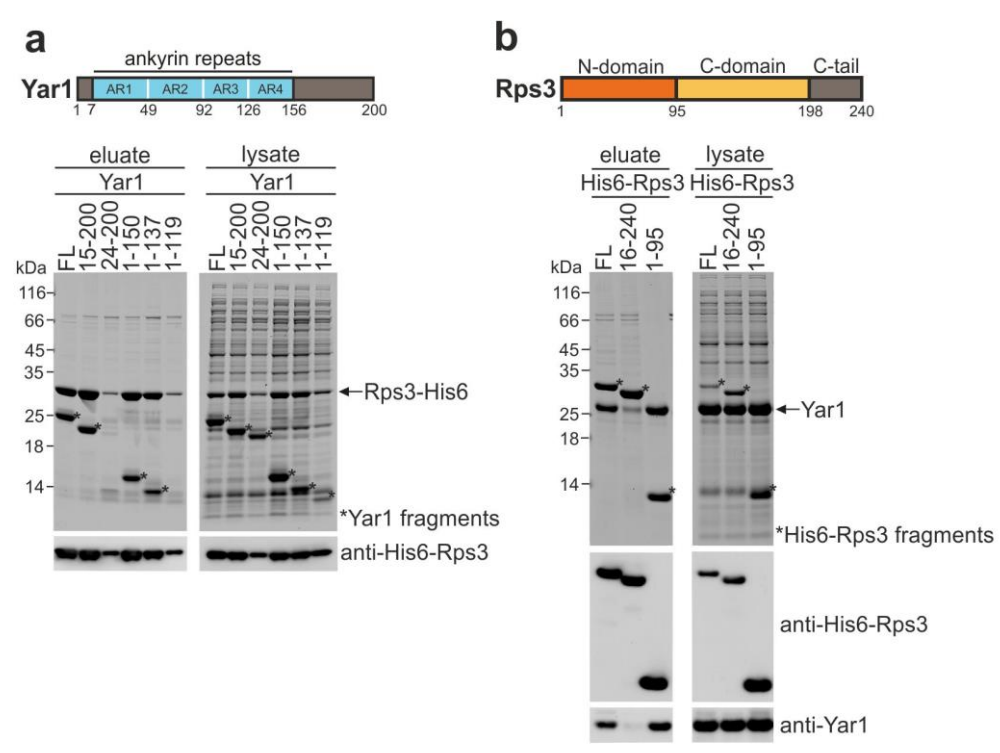 a
ankyrin repeats
Yar1 AR1 AR2 AR3 AR4
1 7 49 92 126 156 200
eluate lysate
Yar1 Yar1
FL 15-200 24-200 1-150 1-137 1-119 FL 15-200 24-200 1-150 1-137 1-119
kDa
116
66
45
35
Rps3-His6
25
18
14
*Yar1 fragments
anti-His6-Rps3
b
N-domain C-domain C-tail
Rps3
1 95 198 240
eluate lysate
His6-Rps3 His6-Rps3
FL 16-240 1-95 FL 16-240 1-95
kDa
116
66
45
35
25 Yar1
18
14
*His6-Rps3 fragments
anti-His6-Rps3
anti-Yar1